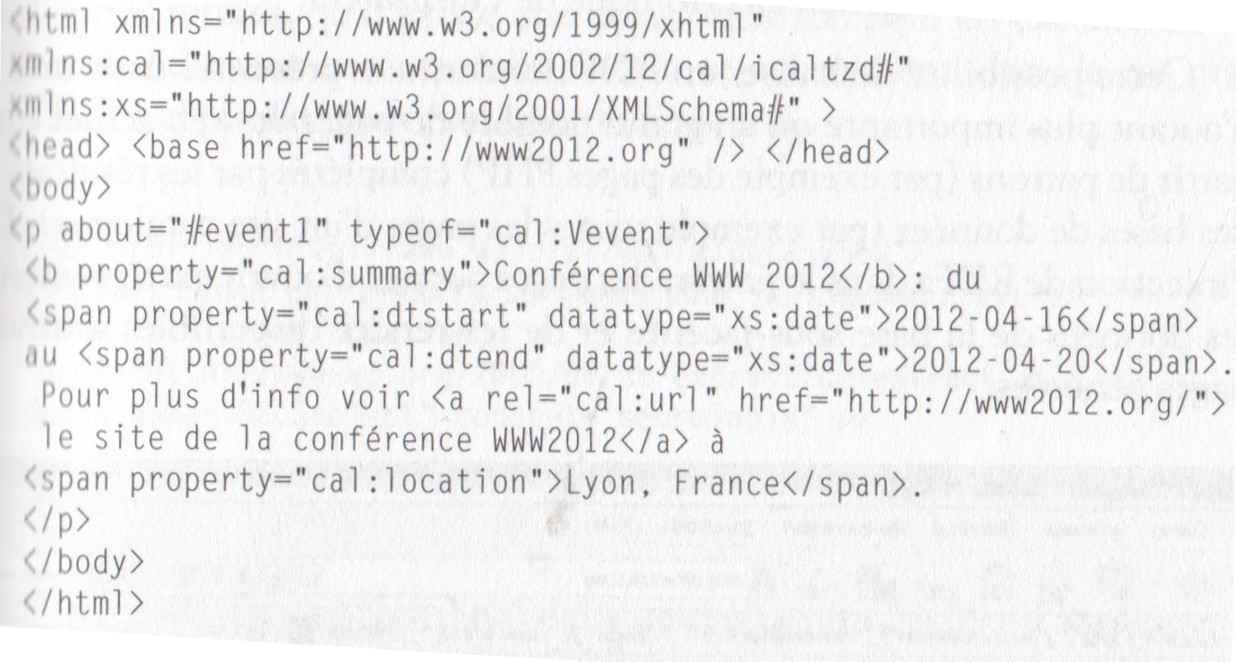 <html xmlns="http://www.w3.org/1999/xhtml"
xmlns:cal="http://www.w3.org/2002/12/cal/icaltzd#"
xmlns:xs="http://www.w3.org/2001/XMLSchema#" >
<head> <base href="http://www2012.org" /> </head>
<body>
<p about="#event1" typeof="cal:Vevent">
<b property="cal:summary">Conférence WWW 2012</b>: du
<span property="cal:dtstart" datatype="xs:date">2012-04-16</span>
au <span property="cal:dtend" datatype="xs:date">2012-04-20</span>.
Pour plus d'info voir <a rel="cal:url" href="http://www2012.org/">
le site de la conférence WWW2012</a> à
<span property="cal:location">Lyon, France</span>.
</p>
</body>
</html>